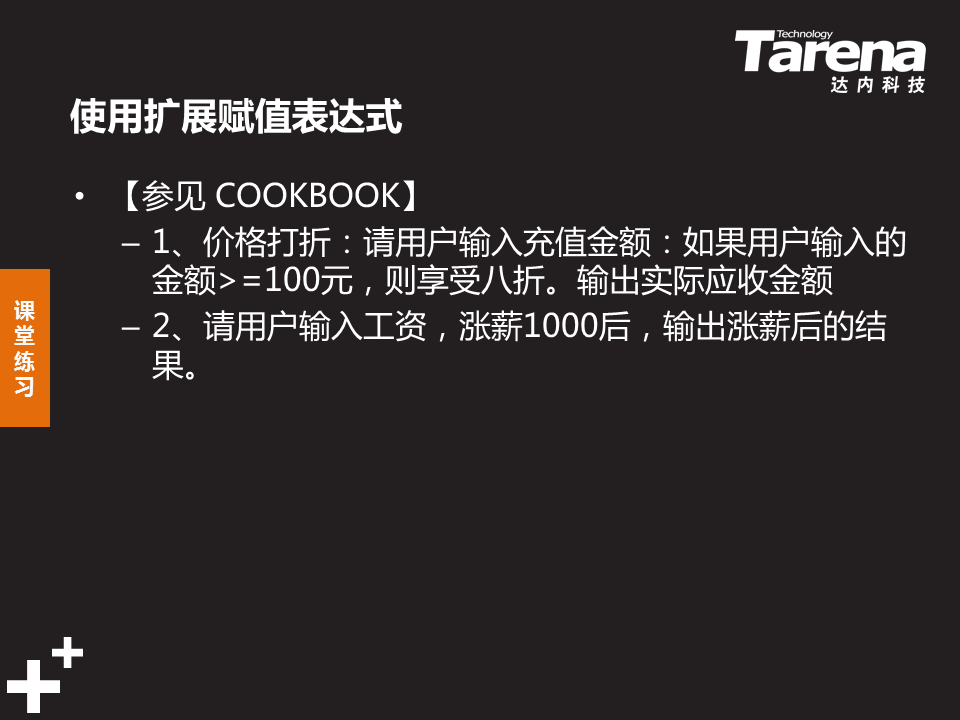 Technology
Tarena
达内科技
使用扩展赋值表达式
• 【参见 COOKBOOK】
– 1、价格打折：请用户输入充值金额：如果用户输入的
金额>=100元，则享受八折。输出实际应收金额
– 2、请用户输入工资，涨薪1000后，输出涨薪后的结
果。
课
堂
练
习